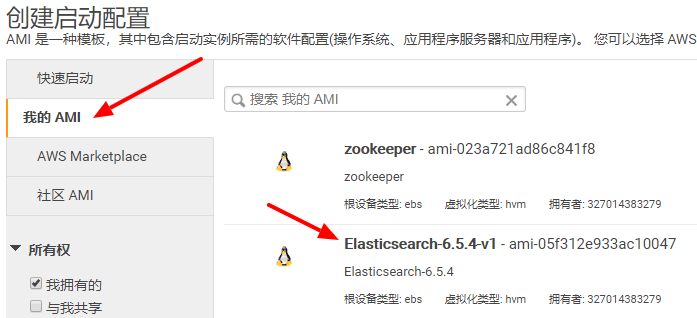 创建启动配置
AMI 是一种模板，其中包含启动实例所需的软件配置(操作系统、应用程序服务器和应用程序)。 您可以选择 AWS
快速启动
我的 AMI
AWS Marketplace
社区 AMI
所有权
我拥有的
与我共享
搜索 我的 AMI
zookeeper - ami-023a721ad86c841f8
zookeeper
根设备类型: ebs 虚拟化类型: hvm 拥有者: 327014383279
Elasticsearch-6.5.4-v1 - ami-05f312e933ac10047
Elasticsearch-6.5.4
根设备类型: ebs 虚拟化类型: hvm 拥有者: 327014383279